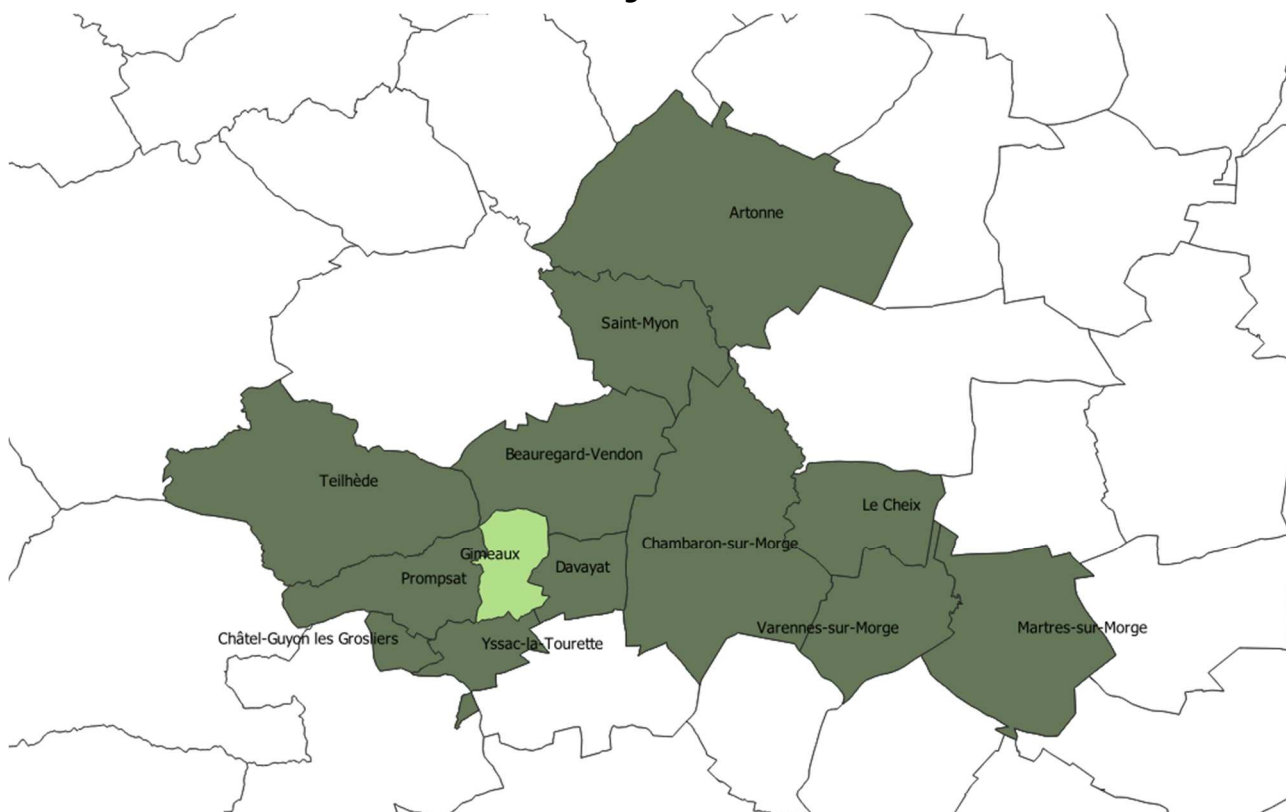 Artonne
Saint-Myon
Beauregard-Vendon
Teilhède
Le Cheix
Chambaron-sur-Morge
Gimeaux
Davayat
Prompsat
Varennes-sur-Morge
Martres-sur-Morge
Châtel-Guyon les Grosliers
Yssac-la-Tourette